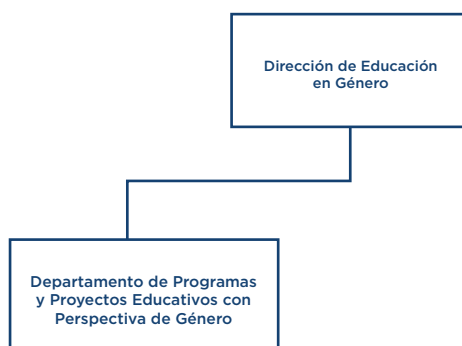 Dirección de Educación
en Género
Departamento de Programas
y Proyectos Educativos con
Perspectiva de Género